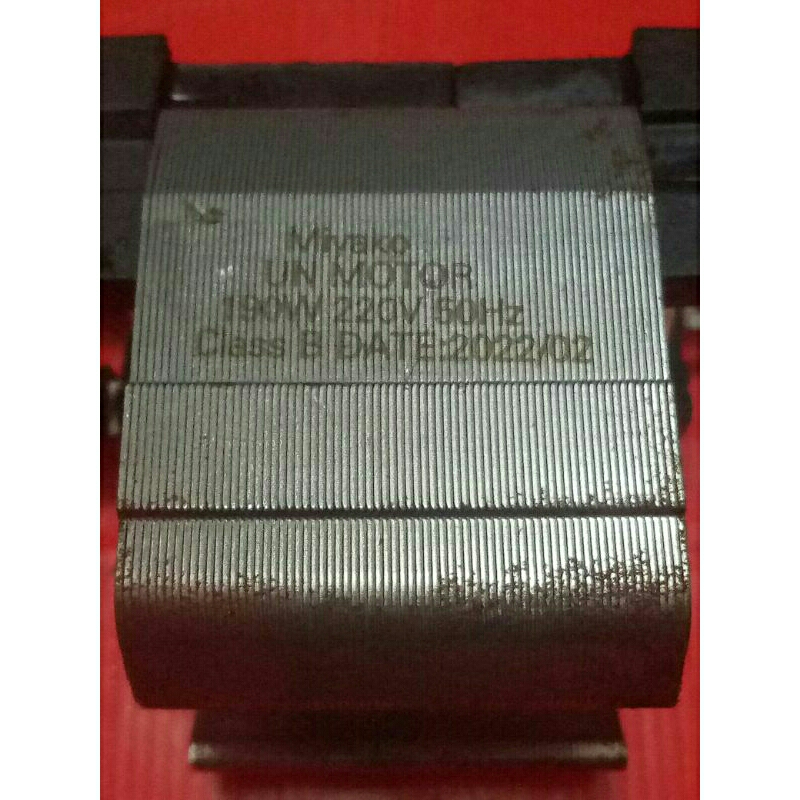 Miyako
UN MOTOR
190W 220V 50Hz
Class B DATE:2022/02